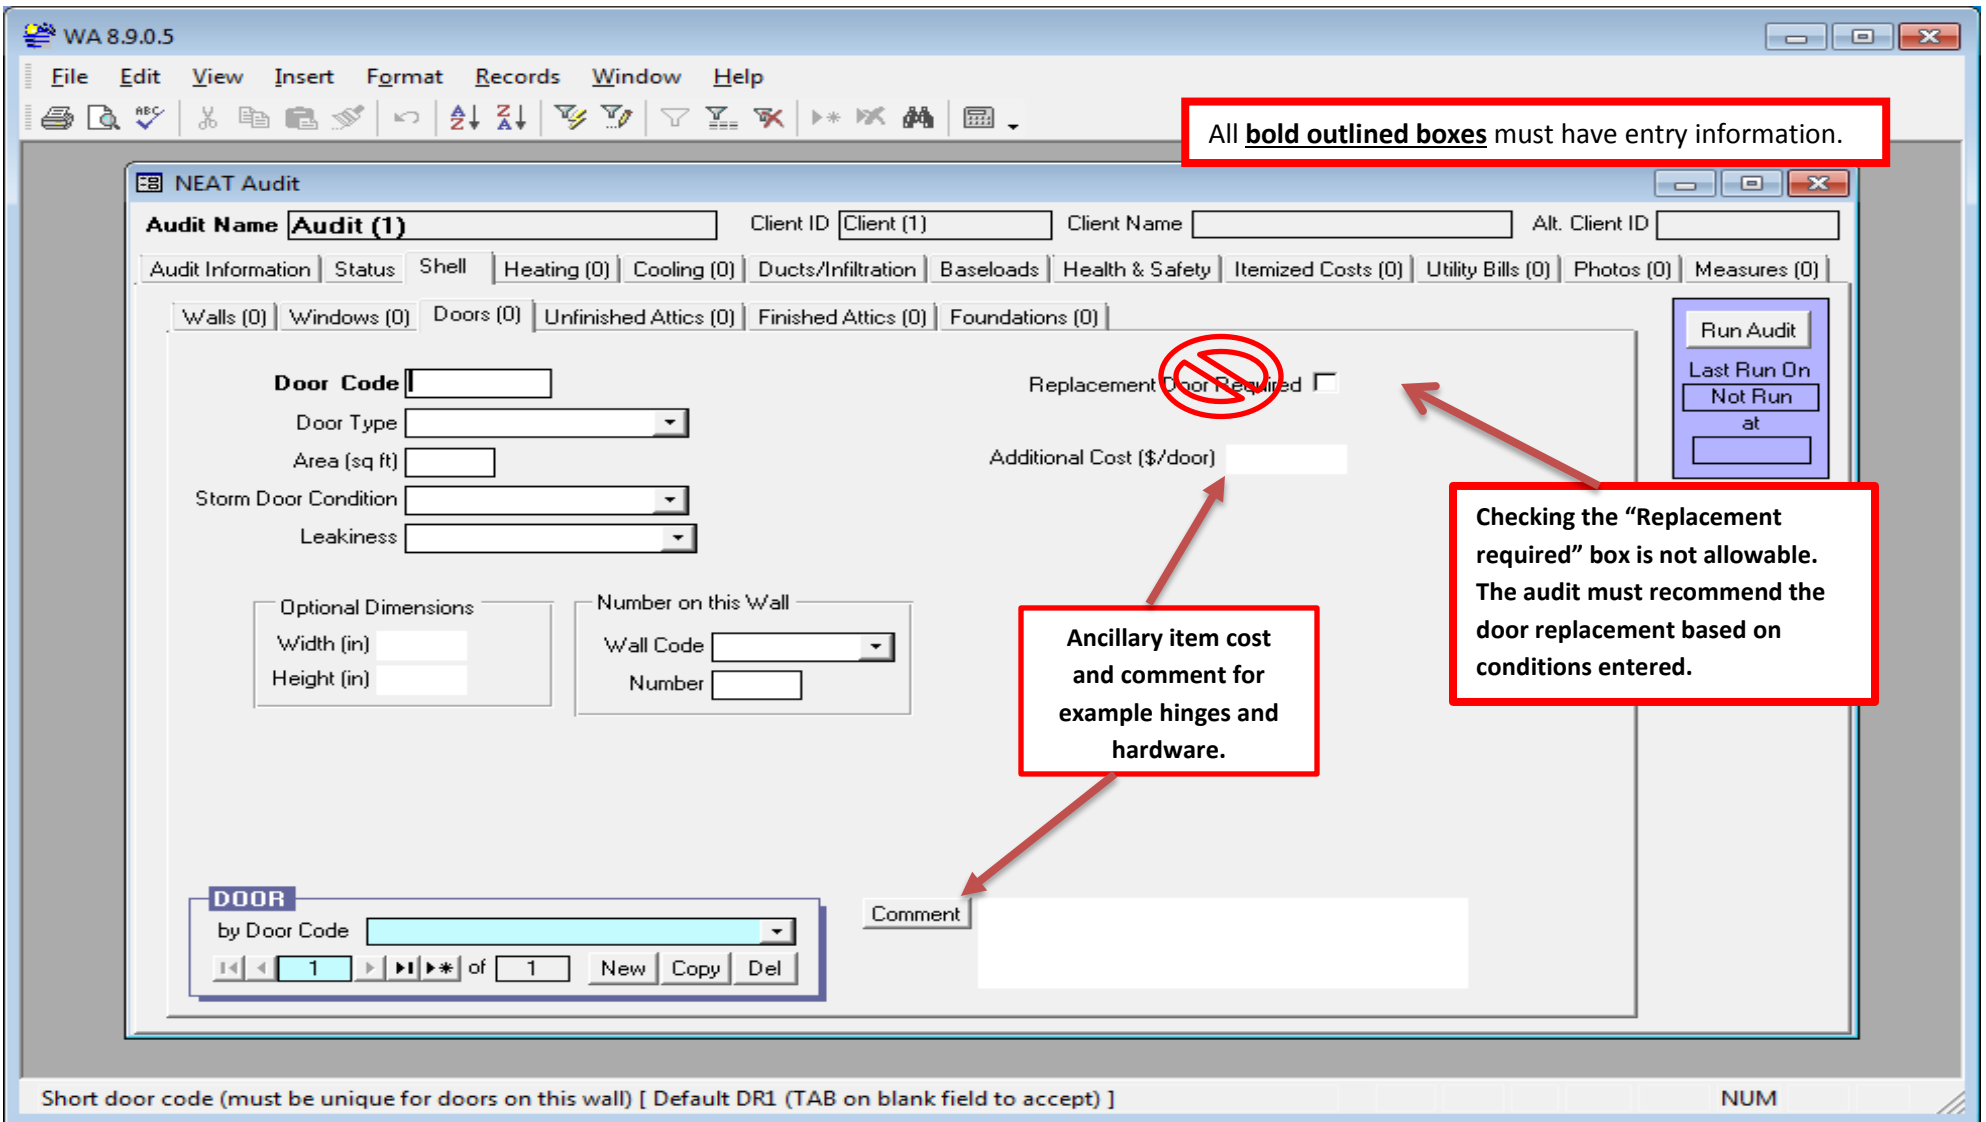 WA 8.9.0.5
File Edit View Insert Format Records Window Help
All bold outlined boxes must have entry information.
NEAT Audit
Audit Name Audit (1) Client ID Client (1) Client Name Alt. Client ID
Audit Information Status Shell Heating (0) Cooling (0) Ducts/Infiltration Baseloads Health & Safety Itemized Costs (0) Utility Bills (0) Photos (0) Measures (0)
Walls (0) Windows (0) Doors (0) Unfinished Attics (0) Finished Attics (0) Foundations (0)
Run Audit
Last Run On
Not Run
at
Door Code
Door Type
Area (sq ft)
Storm Door Condition
Leakiness
Replacement Door Required
Additional Cost ($/door)
Checking the “Replacement
required” box is not allowable.
The audit must recommend the
door replacement based on
conditions entered.
Optional Dimensions
Width (in)
Height (in)
Number on this Wall
Wall Code
Number
Ancillary item cost
and comment for
example hinges and
hardware.
DOOR
by Door Code
1 of 1 New Copy Del
Comment
Short door code (must be unique for doors on this wall) [ Default DR1 (TAB on blank field to accept) ] NUM